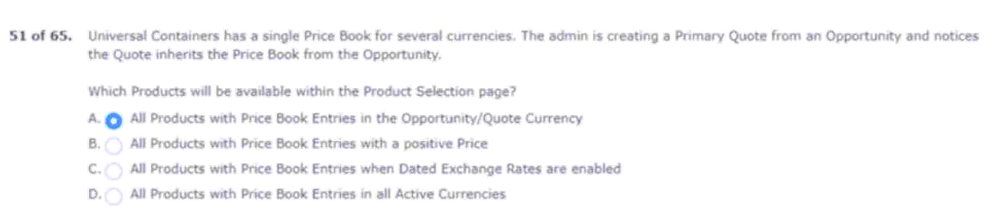 51 of 65. Universal Containers has a single Price Book for several currencies. The admin is creating a Primary Quote from an Opportunity and notices
the Quote inherits the Price Book from the Opportunity.
Which Products will be available within the Product Selection page?
A. All Products with Price Book Entries in the Opportunity/Quote Currency
B. All Products with Price Book Entries with a positive Price
C. All Products with Price Book Entries when Dated Exchange Rates are enabled
D. All Products with Price Book Entries in all Active Currencies